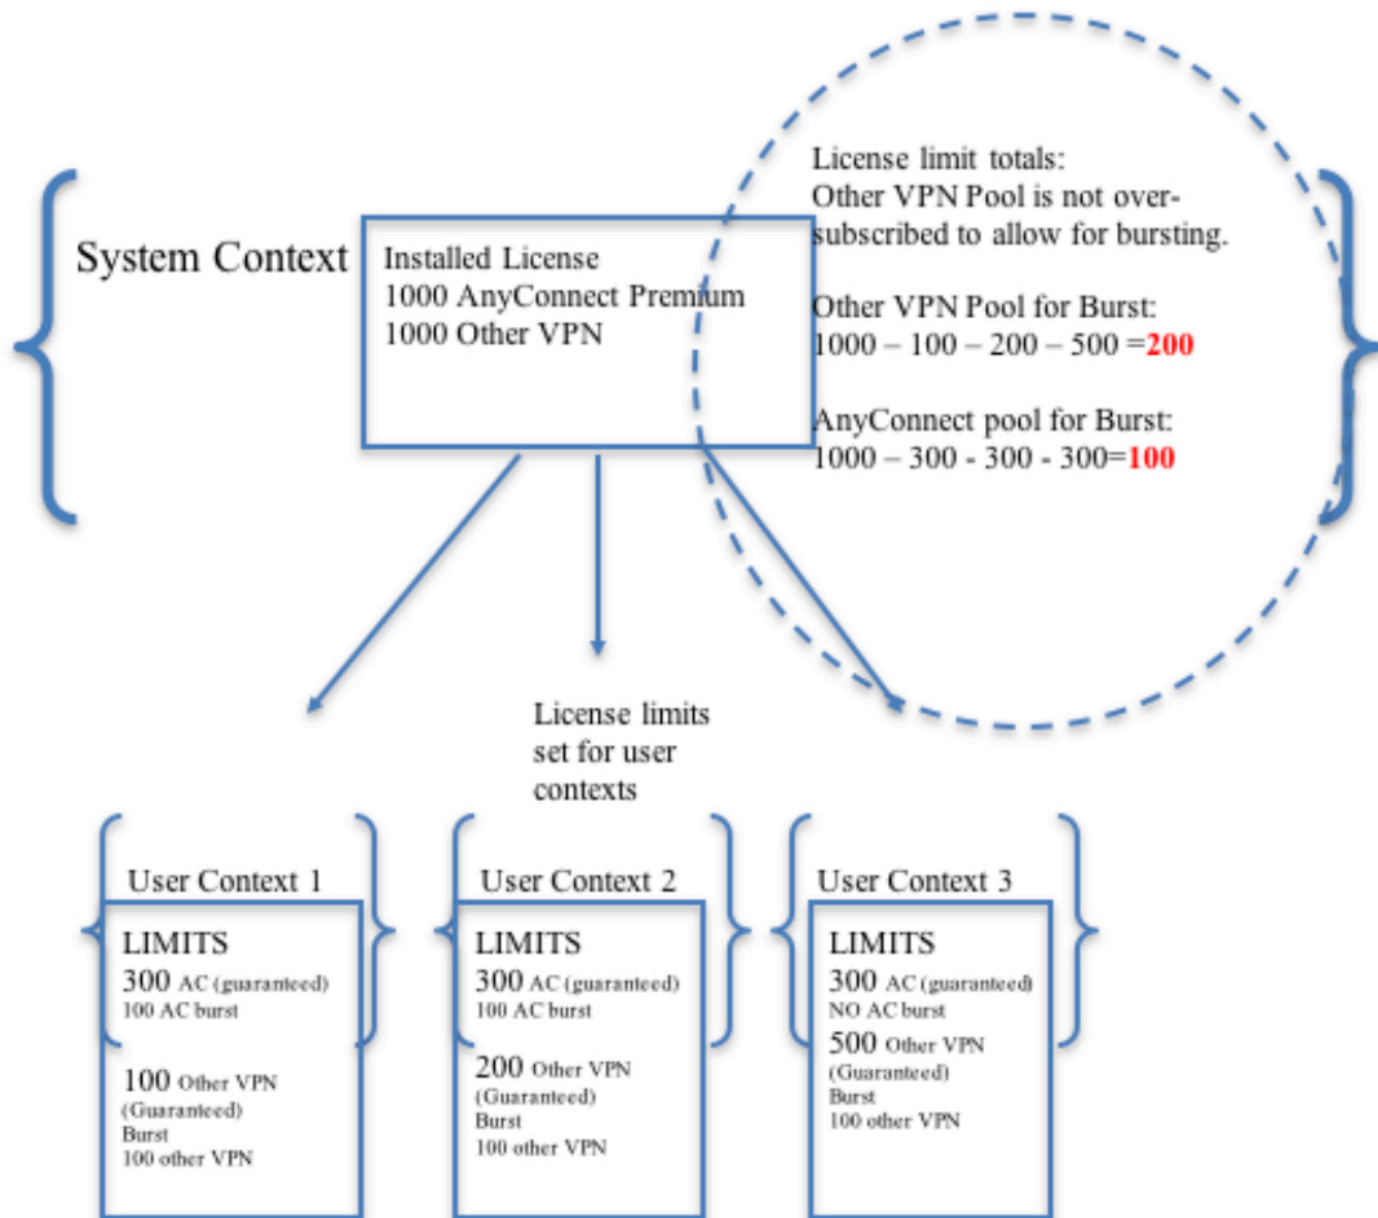 System Context
Installed License
1000 AnyConnect Premium
1000 Other VPN
License limit totals:
Other VPN Pool is not over-
subscribed to allow for bursting.
Other VPN Pool for Burst:
1000 – 100 – 200 – 500 =200
AnyConnect pool for Burst:
1000 – 300 - 300 - 300=100
License limits
set for user
contexts
User Context 1
LIMITS
300 AC (guaranteed)
100 AC burst
100 Other VPN
(Guaranteed)
Burst
100 other VPN
User Context 2
LIMITS
300 AC (guaranteed)
100 AC burst
200 Other VPN
(Guaranteed)
Burst
100 other VPN
User Context 3
LIMITS
300 AC (guaranteed)
NO AC burst
500 Other VPN
(Guaranteed)
Burst
100 other VPN